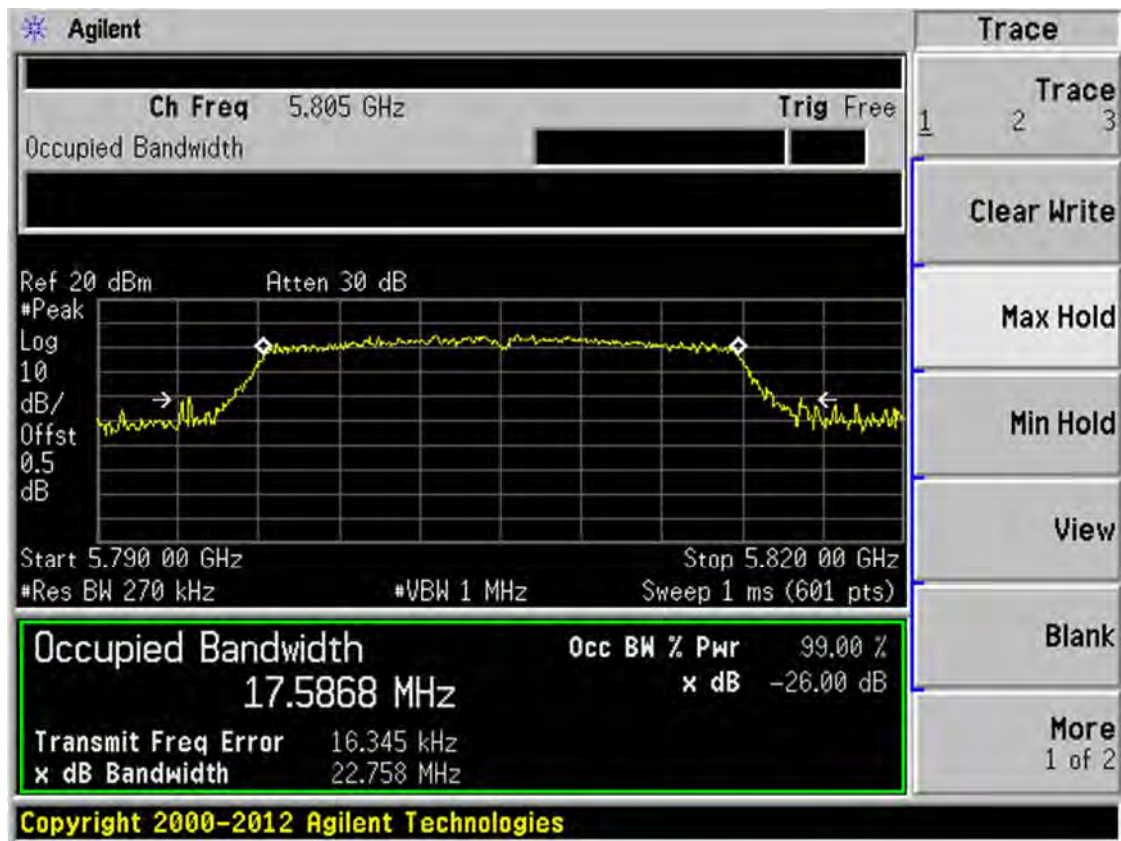 Agilent
Trace
Ch Freq 5.805 GHz Trig Free
Trace
1 2 3
Occupied Bandwidth
Clear Write
Ref 20 dBm Atten 30 dB
#Peak
Log
10
dB/
Offst
0.5
dB
Max Hold
Min Hold
View
Start 5.790 00 GHz Stop 5.820 00 GHz
#Res BW 270 kHz #VBW 1 MHz Sweep 1 ms (601 pts)
Occupied Bandwidth Occ BW % Pwr 99.00 %
17.5868 MHz x dB -26.00 dB
Blank
Transmit Freq Error 16.345 kHz
x dB Bandwidth 22.758 MHz
More
1 of 2
Copyright 2000-2012 Agilent Technologies